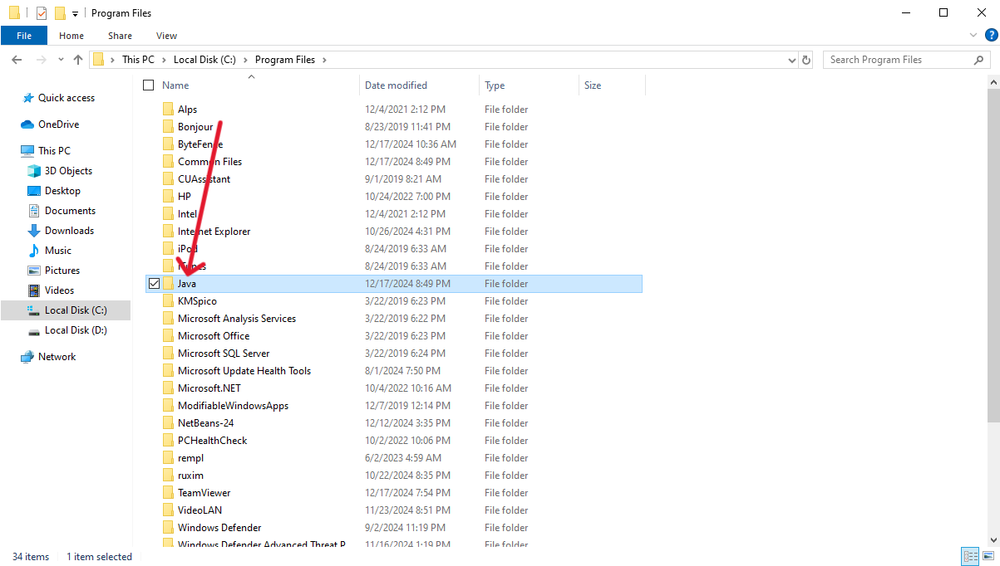 Program Files
File Home Share View
This PC Local Disk (C:) Program Files Search Program Files
Name Date modified Type Size
Quick access
OneDrive
This PC
3D Objects
Desktop
Documents
Downloads
Music
Pictures
Videos
Local Disk (C:)
Local Disk (D:)
Network
Alps 12/4/2021 2:12 PM File folder
Bonjour 8/23/2019 11:41 PM File folder
ByteFence 12/17/2024 10:36 AM File folder
Common Files 12/17/2024 8:49 PM File folder
CUAssistant 9/1/2019 8:21 AM File folder
HP 10/24/2022 7:00 PM File folder
Intel 12/4/2021 2:12 PM File folder
Internet Explorer 10/26/2024 4:31 PM File folder
iPod 8/24/2019 6:33 AM File folder
iTunes 8/24/2019 6:33 AM File folder
Java 12/17/2024 8:49 PM File folder
KMSpico 3/22/2019 6:23 PM File folder
Microsoft Analysis Services 3/22/2019 6:22 PM File folder
Microsoft Office 3/22/2019 6:23 PM File folder
Microsoft SQL Server 3/22/2019 6:24 PM File folder
Microsoft Update Health Tools 8/1/2024 7:50 PM File folder
Microsoft.NET 10/4/2022 10:16 AM File folder
ModifiableWindowsApps 12/7/2019 12:14 PM File folder
NetBeans-24 12/12/2024 3:35 PM File folder
PCHealthCheck 10/2/2022 10:06 PM File folder
rempl 6/2/2023 4:59 AM File folder
ruxim 10/22/2024 8:35 PM File folder
TeamViewer 12/17/2024 7:54 PM File folder
VideoLAN 11/23/2024 8:51 PM File folder
Windows Defender 9/2/2024 11:19 PM File folder
Windows Defender Advanced Threat P 11/16/2024 1:19 PM File folder
34 items 1 item selected